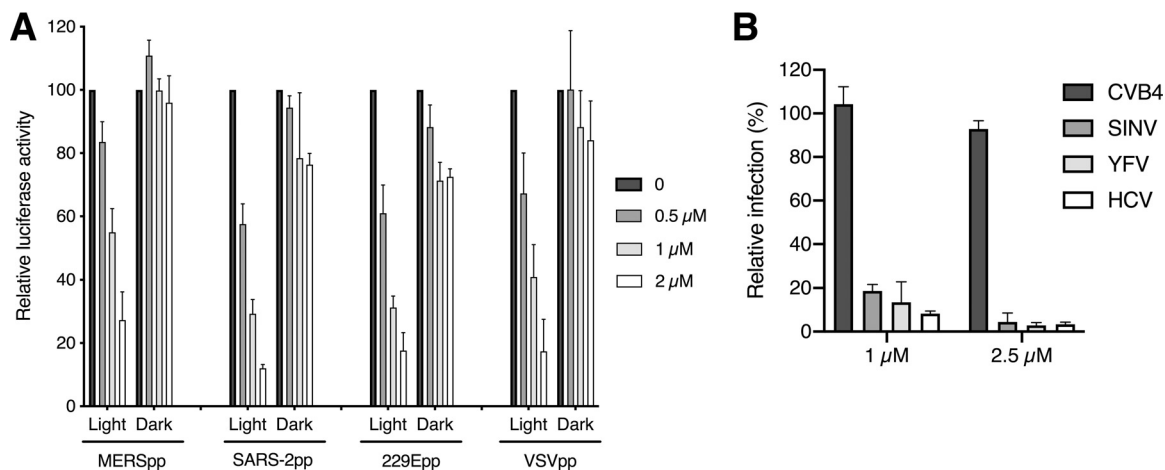 A
Relative luciferase activity
120
100
80
60
40
20
0
Light Dark Light Dark Light Dark Light Dark
MERSpp SARS-2pp 229Epp VSVpp
0
0.5 µM
1 µM
2 µM
B
Relative infection (%)
120
100
80
60
40
20
0
1 µM 2.5 µM
CVB4
SINV
YFV
HCV